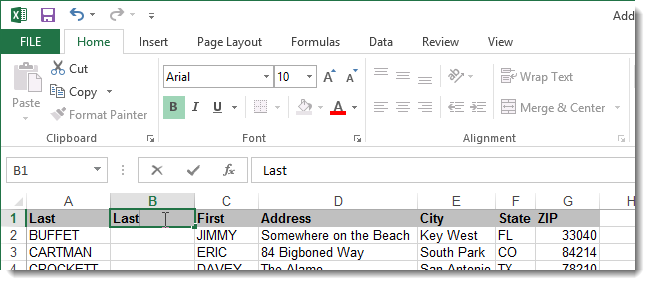 Add
FILE Home Insert Page Layout Formulas Data Review View
Cut
Copy
Format Painter
Paste
Arial 10 A A
B I U A
Wrap Text
Merge & Center
Clipboard Font Alignment
B1 fx Last
A B C D E F G H
1 Last Last First Address City State ZIP
2 BUFFET JIMMY Somewhere on the Beach Key West FL 33040
3 CARTMAN ERIC 84 Bigboned Way South Park CO 84214
4 CROCKETT DAVEY The Alamo San Antonio TX 78210